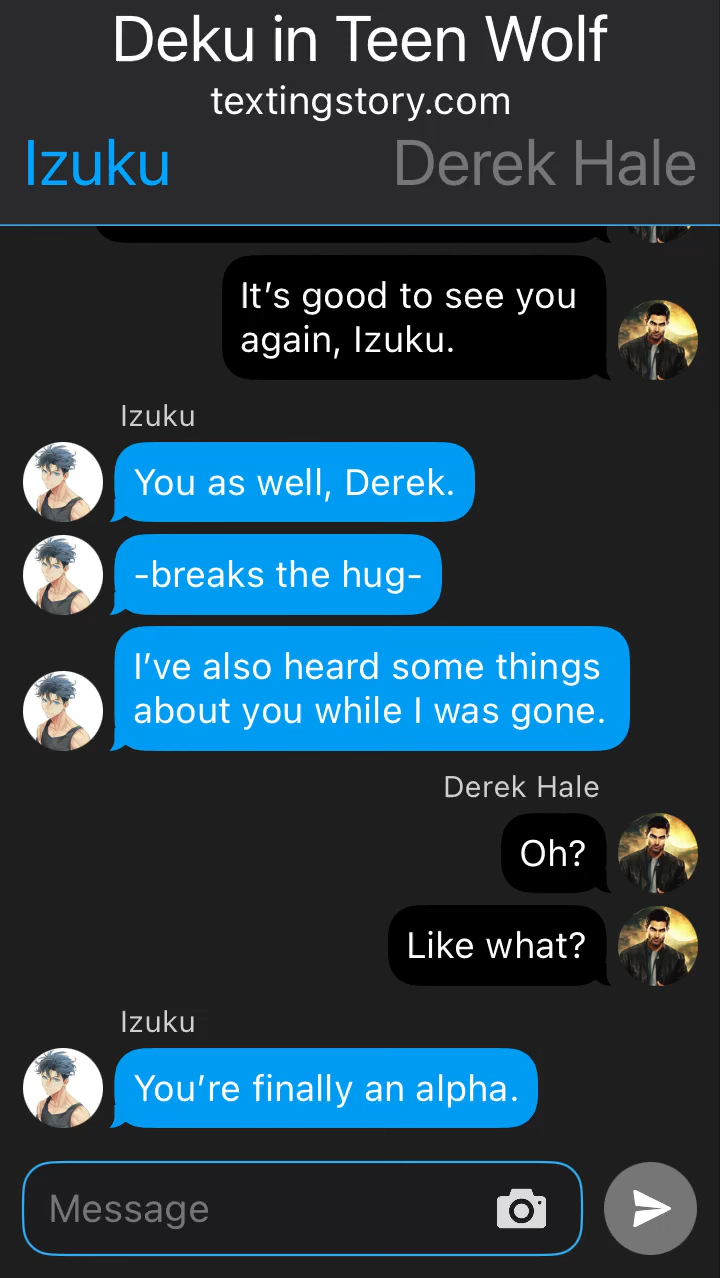 Deku in Teen Wolf
textingstory.com
Izuku
Derek Hale
It’s good to see you
again, Izuku.
Izuku
You as well, Derek.
-breaks the hug-
I’ve also heard some things
about you while I was gone.
Derek Hale
Oh?
Like what?
Izuku
You’re finally an alpha.
Message